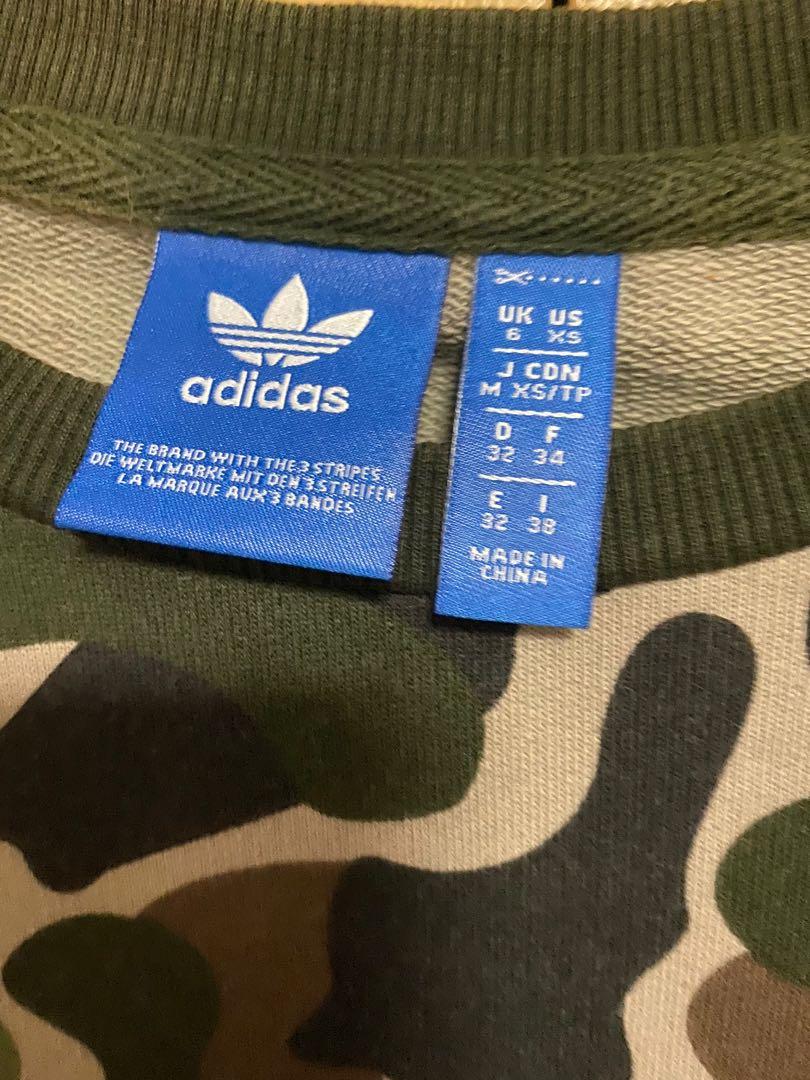 adidas
THE BRAND WITH THE 3 STRIPES
DIE WELTMARKE MIT DEN 3 STREIFEN
LA MARQUE AUX 3 BANDES
UK US
6 XS
J CDN
M XS/TP
D F
32 34
E I
32 38
MADE IN
CHINA